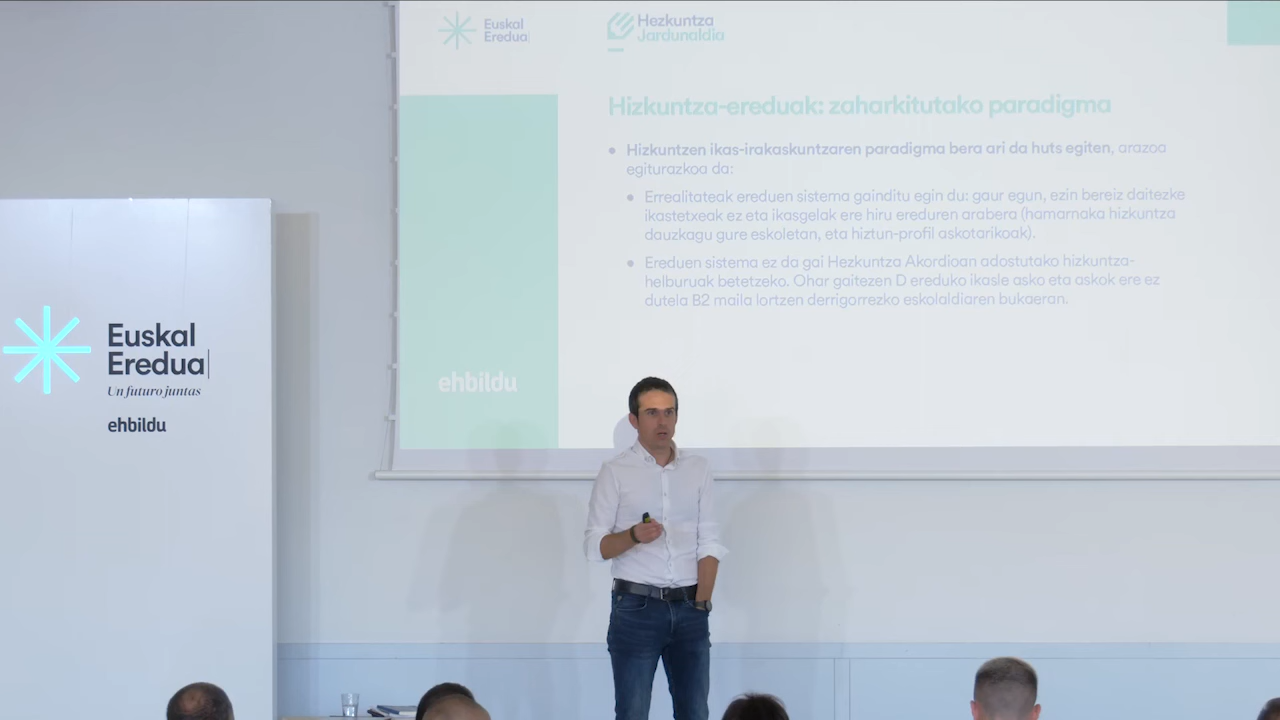 Euskal
Eredua
Hezkuntza
Jardunaldia
Hizkuntza-ereduak: zaharkitutako paradigma
• Hizkuntzen ikas-irakaskuntzaren paradigma bera ari da huts egiten, arazoa
egiturazkoa da:
• Errealitateak ereduen sistema gainditu egin du: gaur egun, ezin bereiz daitezke
ikastetxeak ez eta ikasgelak ere hiru ereduren arabera (hamarnaka hizkuntza
dauzkagu gure eskoletan, eta hiztun-profil askotarikoak).
• Ereduen sistema ez da gai Hezkuntza Akordioan adostutako hizkuntza-
helburuak betetzeko. Ohar gaitezen D ereduko ikasle asko eta askok ere ez
dutela B2 maila lortzen derrigorrezko eskolaldiaren bukaeran.
ehbildu
Euskal
Eredua
Un futuro juntas
ehbildu